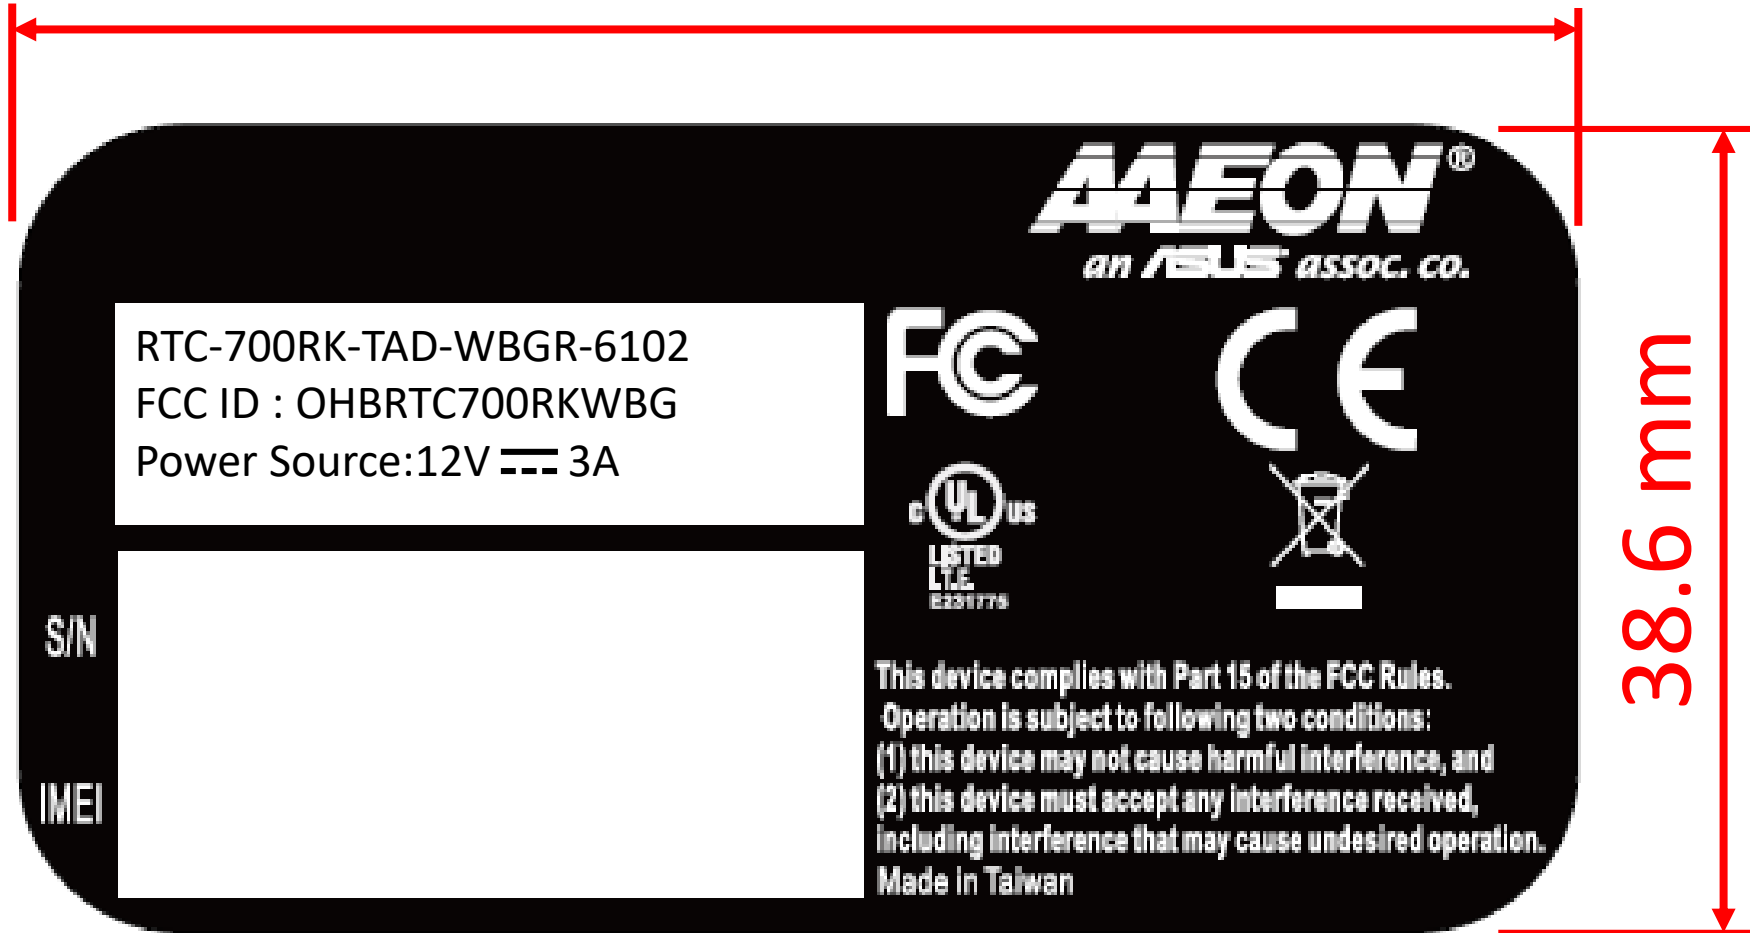 AAEON®
an ASUS assoc. co.
RTC-700RK-TAD-WBGR-6102
FCC ID : OHBRTC700RKWBG
Power Source:12V 3A
FC
CE
c UL US
LISTED
I.T.E.
E231775
S/N
IMEI
This device complies with Part 15 of the FCC Rules.
Operation is subject to following two conditions:
(1) this device may not cause harmful interference, and
(2) this device must accept any interference received,
including interference that may cause undesired operation.
Made in Taiwan
38.6 mm